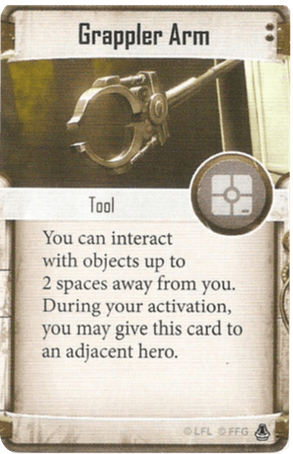 Grappler Arm
Tool
You can interact
with objects up to
2 spaces away from you.
During your activation,
you may give this card to
an adjacent hero.
© LFL © FFG